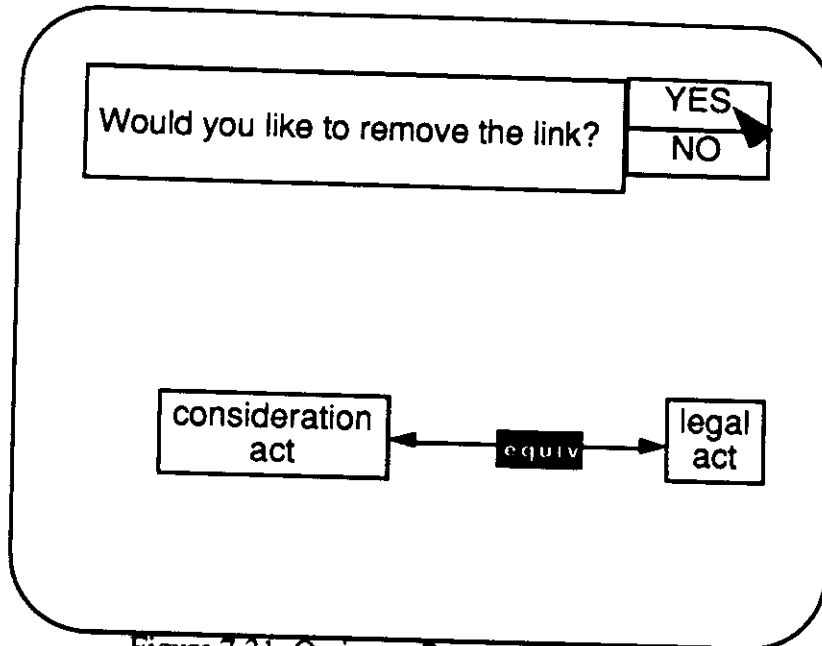 Would you like to remove the link?
YES
NO
consideration
act
equiv
legal
act